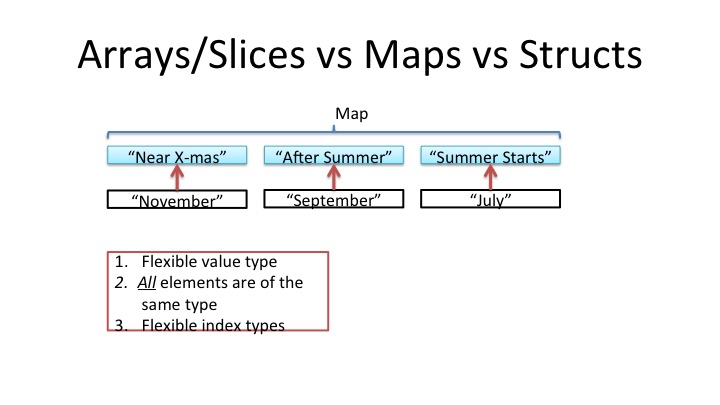 Arrays/Slices vs Maps vs Structs
Map
“Near X-mas” “After Summer” “Summer Starts”
“November” “September” “July”
1. Flexible value type
2. All elements are of the
same type
3. Flexible index types